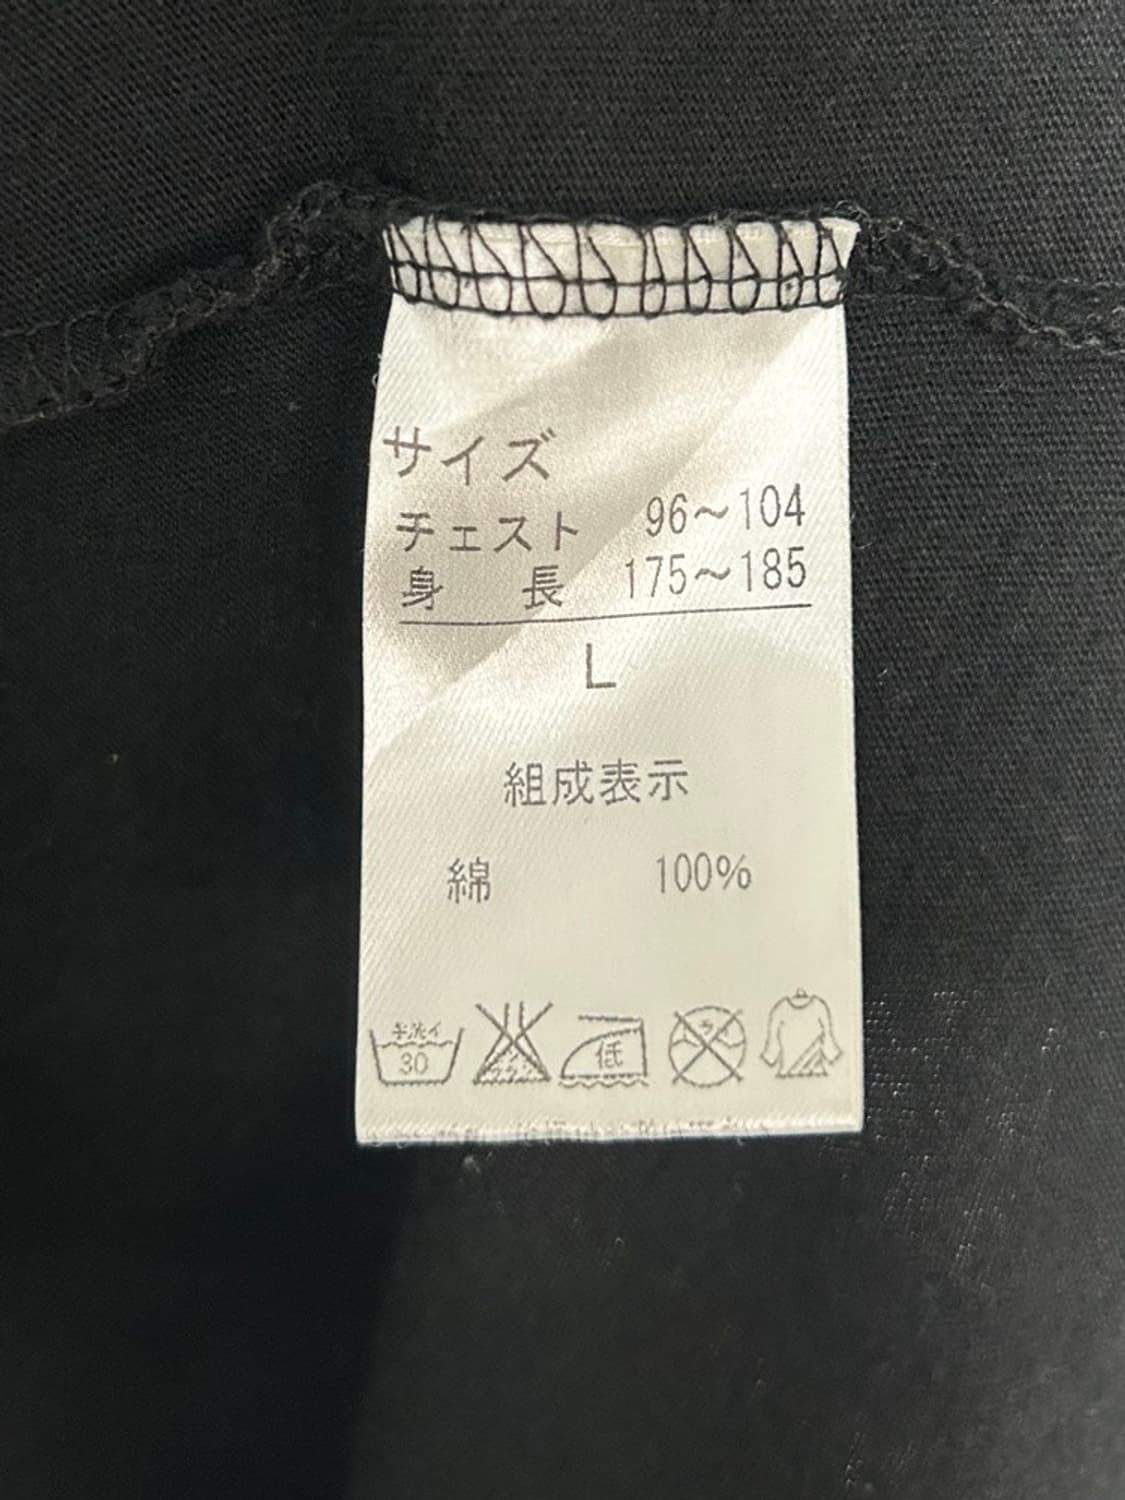 サイズ
チェスト 96～104
身長 175～185
L
組成表示
綿 100%
手洗イ
30
低